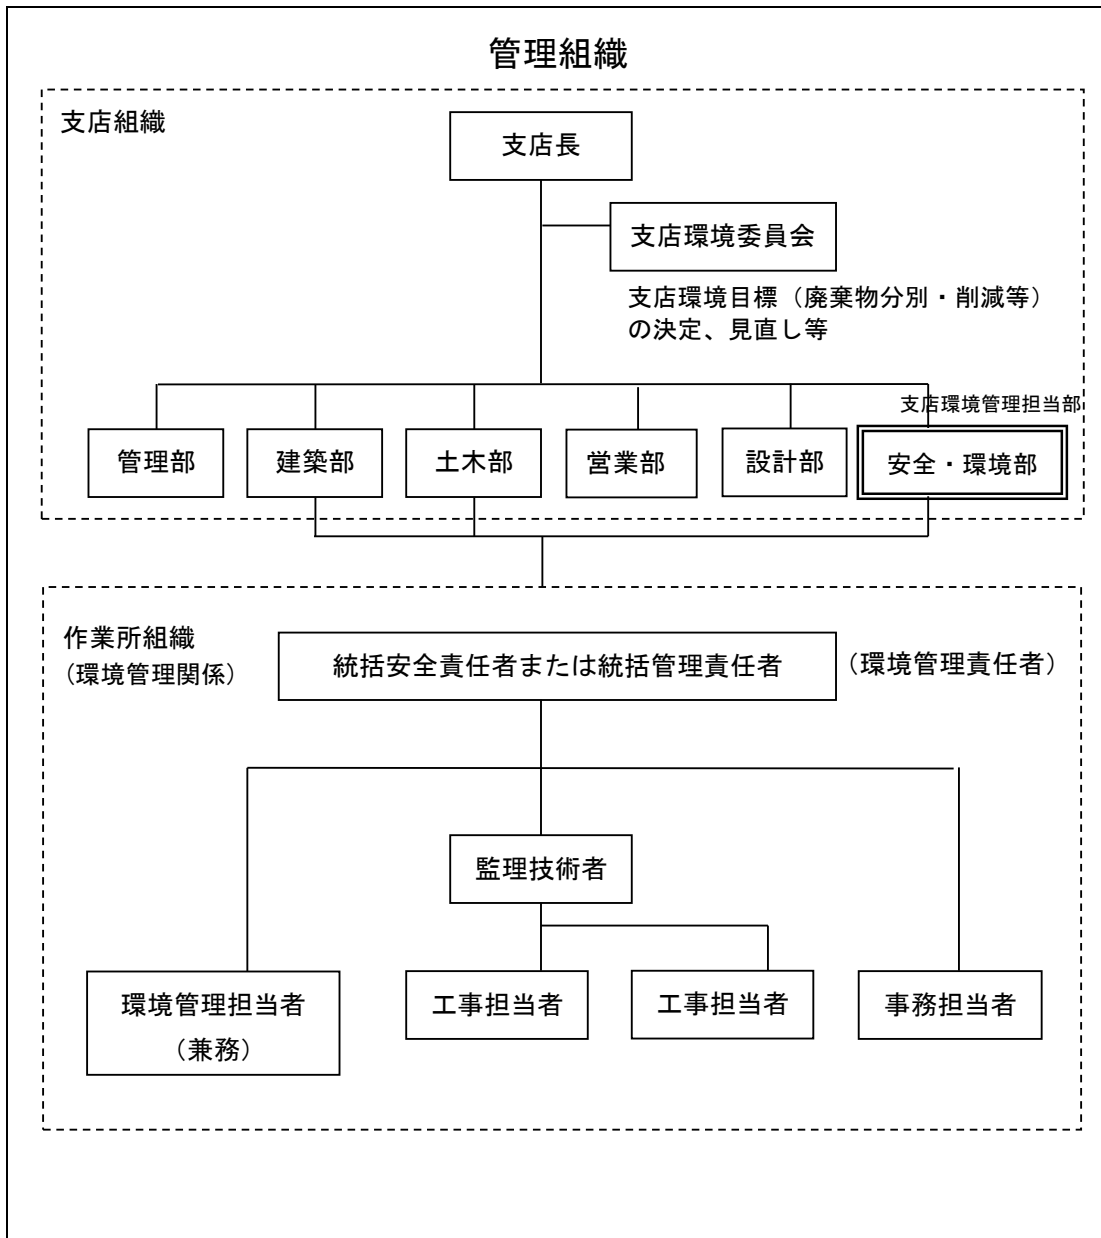 管理組織
支店組織
支店長
支店環境委員会
支店環境目標（廃棄物分別・削減等）
の決定、見直し等
支店環境管理担当部
管理部
建築部
土木部
営業部
設計部
安全・環境部
作業所組織
（環境管理関係）
統括安全責任者または統括管理責任者
（環境管理責任者）
監理技術者
環境管理担当者
（兼務）
工事担当者
工事担当者
事務担当者